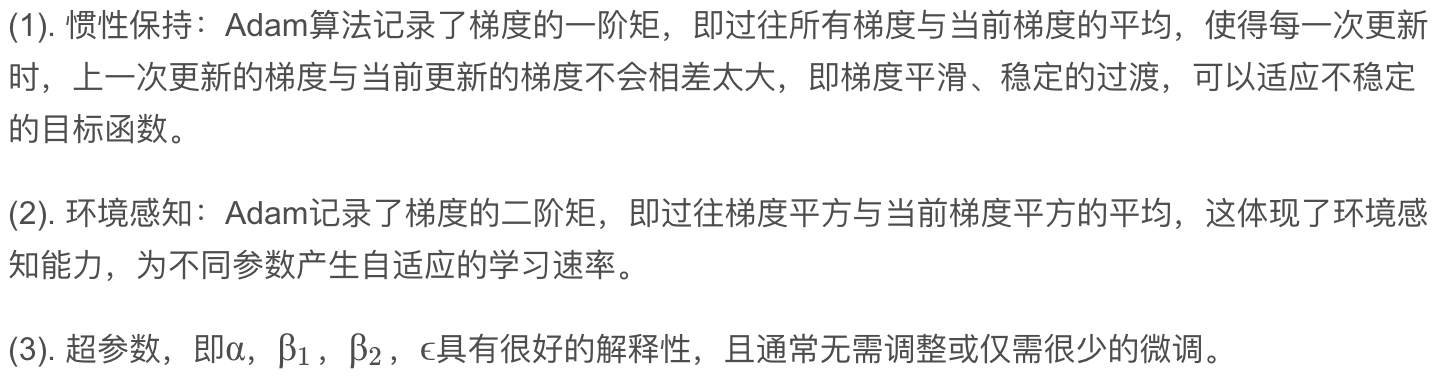 (1). 惯性保持：Adam算法记录了梯度的一阶矩，即过往所有梯度与当前梯度的平均，使得每一次更新
时，上一次更新的梯度与当前更新的梯度不会相差太大，即梯度平滑、稳定的过渡，可以适应不稳定
的目标函数。
(2). 环境感知：Adam记录了梯度的二阶矩，即过往梯度平方与当前梯度平方的平均，这体现了环境感
知能力，为不同参数产生自适应的学习速率。
(3). 超参数，即α，β₁，β₂，ϵ具有很好的解释性，且通常无需调整或仅需很少的微调。